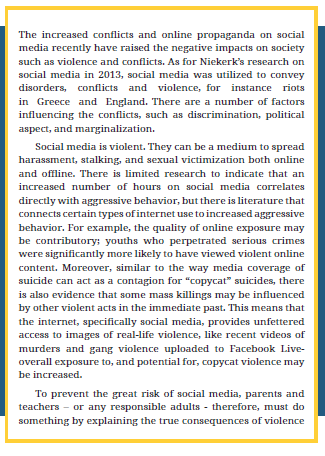 The increased conflicts and online propaganda on social
media recently have raised the negative impacts on society
such as violence and conflicts. As for Niekerk's research on
social media in 2013, social media was utilized to convey
disorders, conflicts and violence, for instance riots
in Greece and England. There are a number of factors
influencing the conflicts, such as discrimination, political
aspect, and marginalization.
Social media is violent. They can be a medium to spread
harassment, stalking, and sexual victimization both online
and offline. There is limited research to indicate that an
increased number of hours on social media correlates
directly with aggressive behavior, but there is literature that
connects certain types of internet use to increased aggressive
behavior. For example, the quality of online exposure may
be contributory; youths who perpetrated serious crimes
were significantly more likely to have viewed violent online
content. Moreover, similar to the way media coverage of
suicide can act as a contagion for "copycat" suicides, there
is also evidence that some mass killings may be influenced
by other violent acts in the immediate past. This means that
the internet, specifically social media, provides unfettered
access to images of real-life violence, like recent videos of
murders and gang violence uploaded to Facebook Live-
overall exposure to, and potential for, copycat violence may
be increased.
To prevent the great risk of social media, parents and
teachers – or any responsible adults - therefore, must do
something by explaining the true consequences of violence